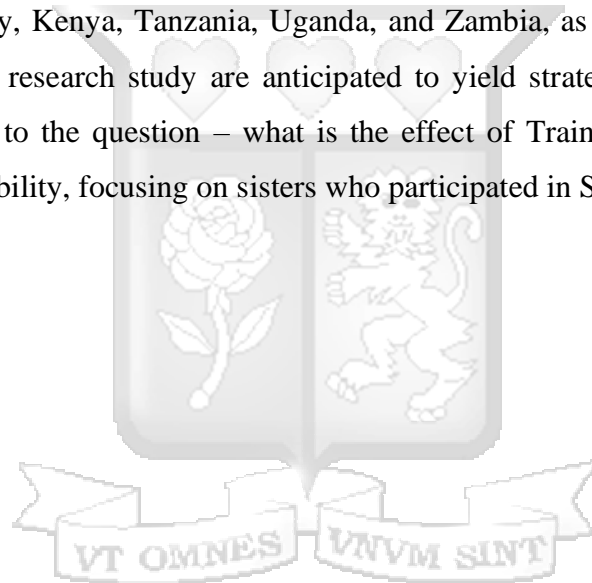 y, Kenya, Tanzania, Uganda, and Zambia, as
research study are anticipated to yield strate
to the question – what is the effect of Train
bility, focusing on sisters who participated in S
VT OMNES VNVM SINT